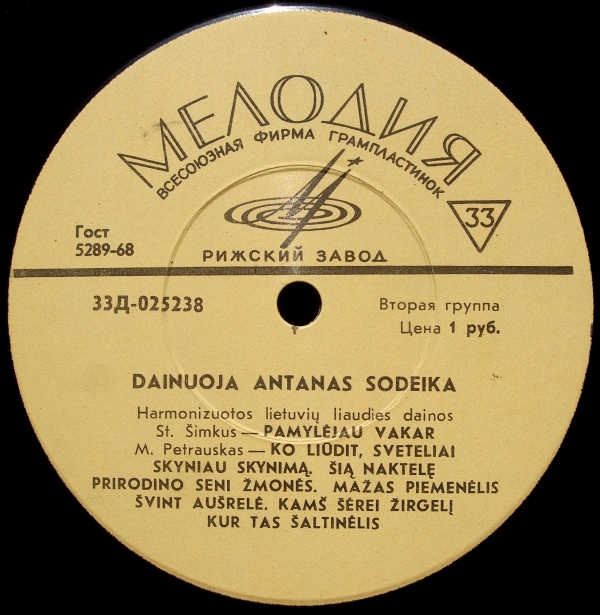 МЕЛОДИЯ
ВСЕСОЮЗНАЯ ФИРМА ГРАМПЛАСТИНОК
33
РИЖСКИЙ ЗАВОД
Гост
5289-68
33Д-025238
Вторая группа
Цена 1 руб.
DAINUOJA ANTANAS SODEIKA
Harmonizuotos lietuvių liaudies dainos
St. Šimkus — PAMYLĖJAU VAKAR
M. Petrauskas — KO LIŪDIT, SVETELIAI
SKYNIAU SKYNIMĄ. ŠIĄ NAKTELĘ
PRIRODINO SENI ŽMONĖS. MAŽAS PIEMENĖLIS
ŠVINT AUŠRELĖ. KAMŠ ŠĖREI ŽIRGELĮ
KUR TAS ŠALTINĖLIS